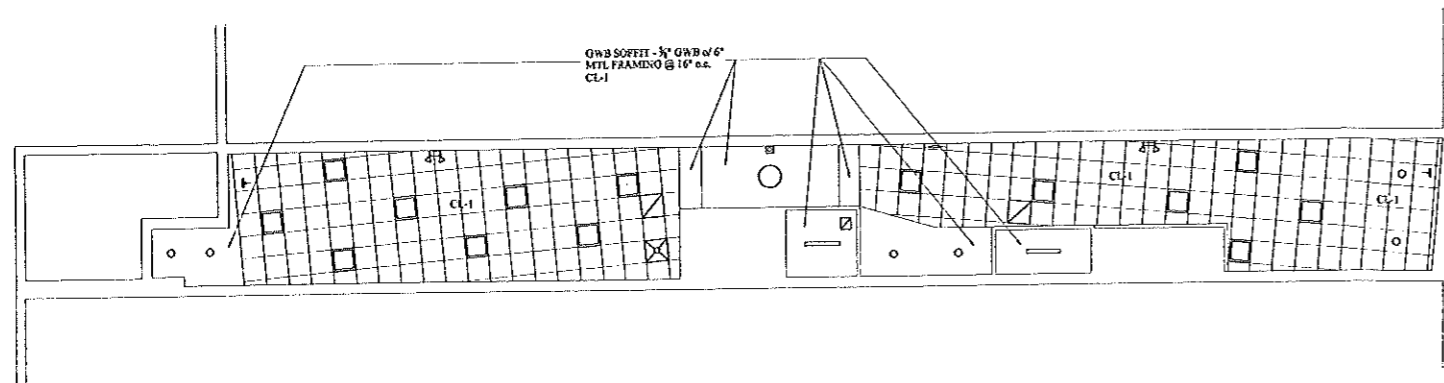 GWB SOFFIT - ⅝" GWB o/ 6"
MTL FRAMING @ 16" o.c.
CL-1
CL-1
CL-1
CL-1